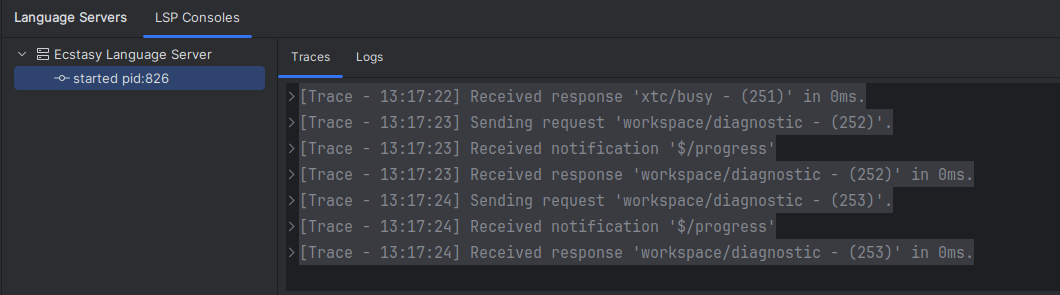 Language Servers
LSP Consoles
Ecstasy Language Server
started pid:826
Traces
Logs
[Trace - 13:17:22] Received response 'xtc/busy - (251)' in 0ms.
[Trace - 13:17:23] Sending request 'workspace/diagnostic - (252)'.
[Trace - 13:17:23] Received notification '$/progress'
[Trace - 13:17:23] Received response 'workspace/diagnostic - (252)' in 0ms.
[Trace - 13:17:24] Sending request 'workspace/diagnostic - (253)'.
[Trace - 13:17:24] Received notification '$/progress'
[Trace - 13:17:24] Received response 'workspace/diagnostic - (253)' in 0ms.